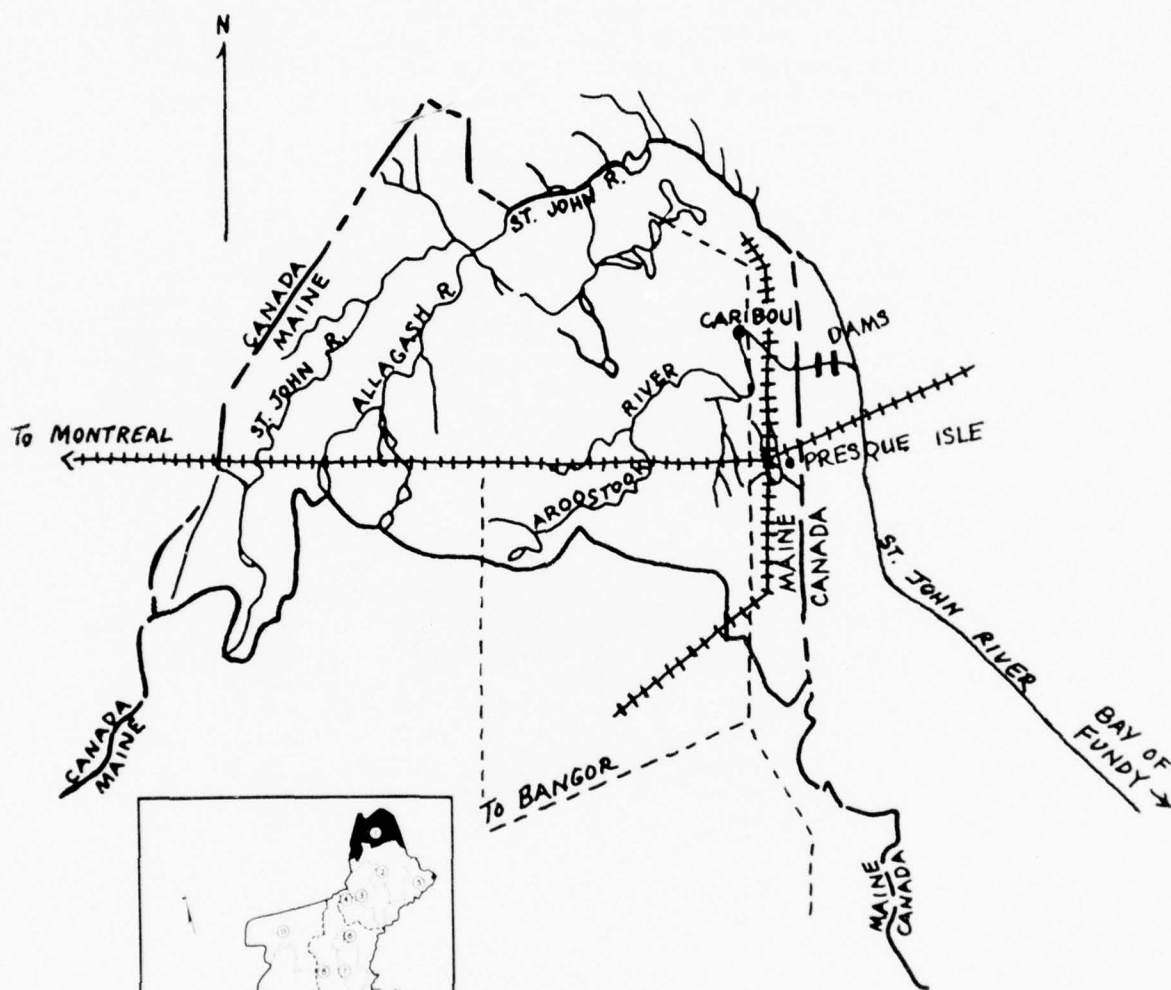 N
CANADA
MAINE
ST. JOHN R.
ST. JOHN R.
ALLAGASH R
CARIBOU
DAMS
RIVER
To MONTREAL
PRESQUE ISLE
AROOSTOOK
MAINE
CANADA
ST. JOHN RIVER
CANADA
MAINE
BAY OF
FUNDY
To BANGOR
MAINE
CANADA